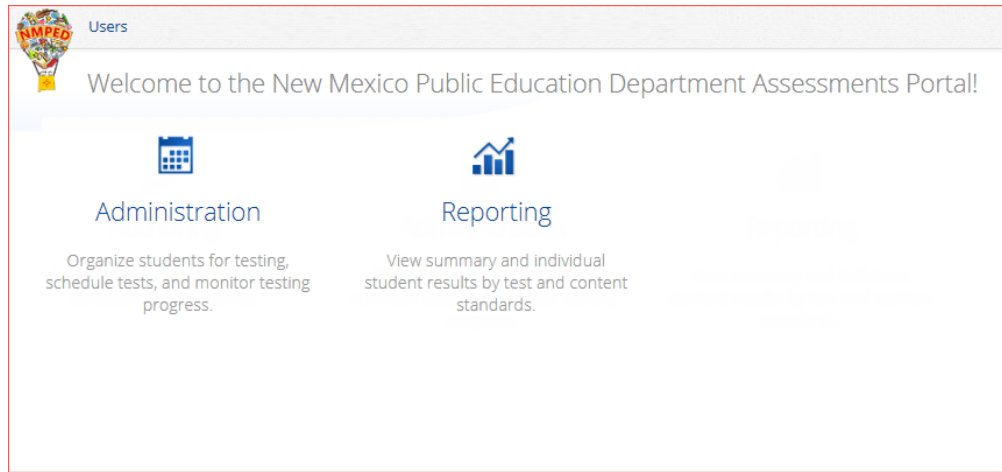 NMPED
Users
Welcome to the New Mexico Public Education Department Assessments Portal!
Administration
Organize students for testing,
schedule tests, and monitor testing
progress.
Reporting
View summary and individual
student results by test and content
standards.